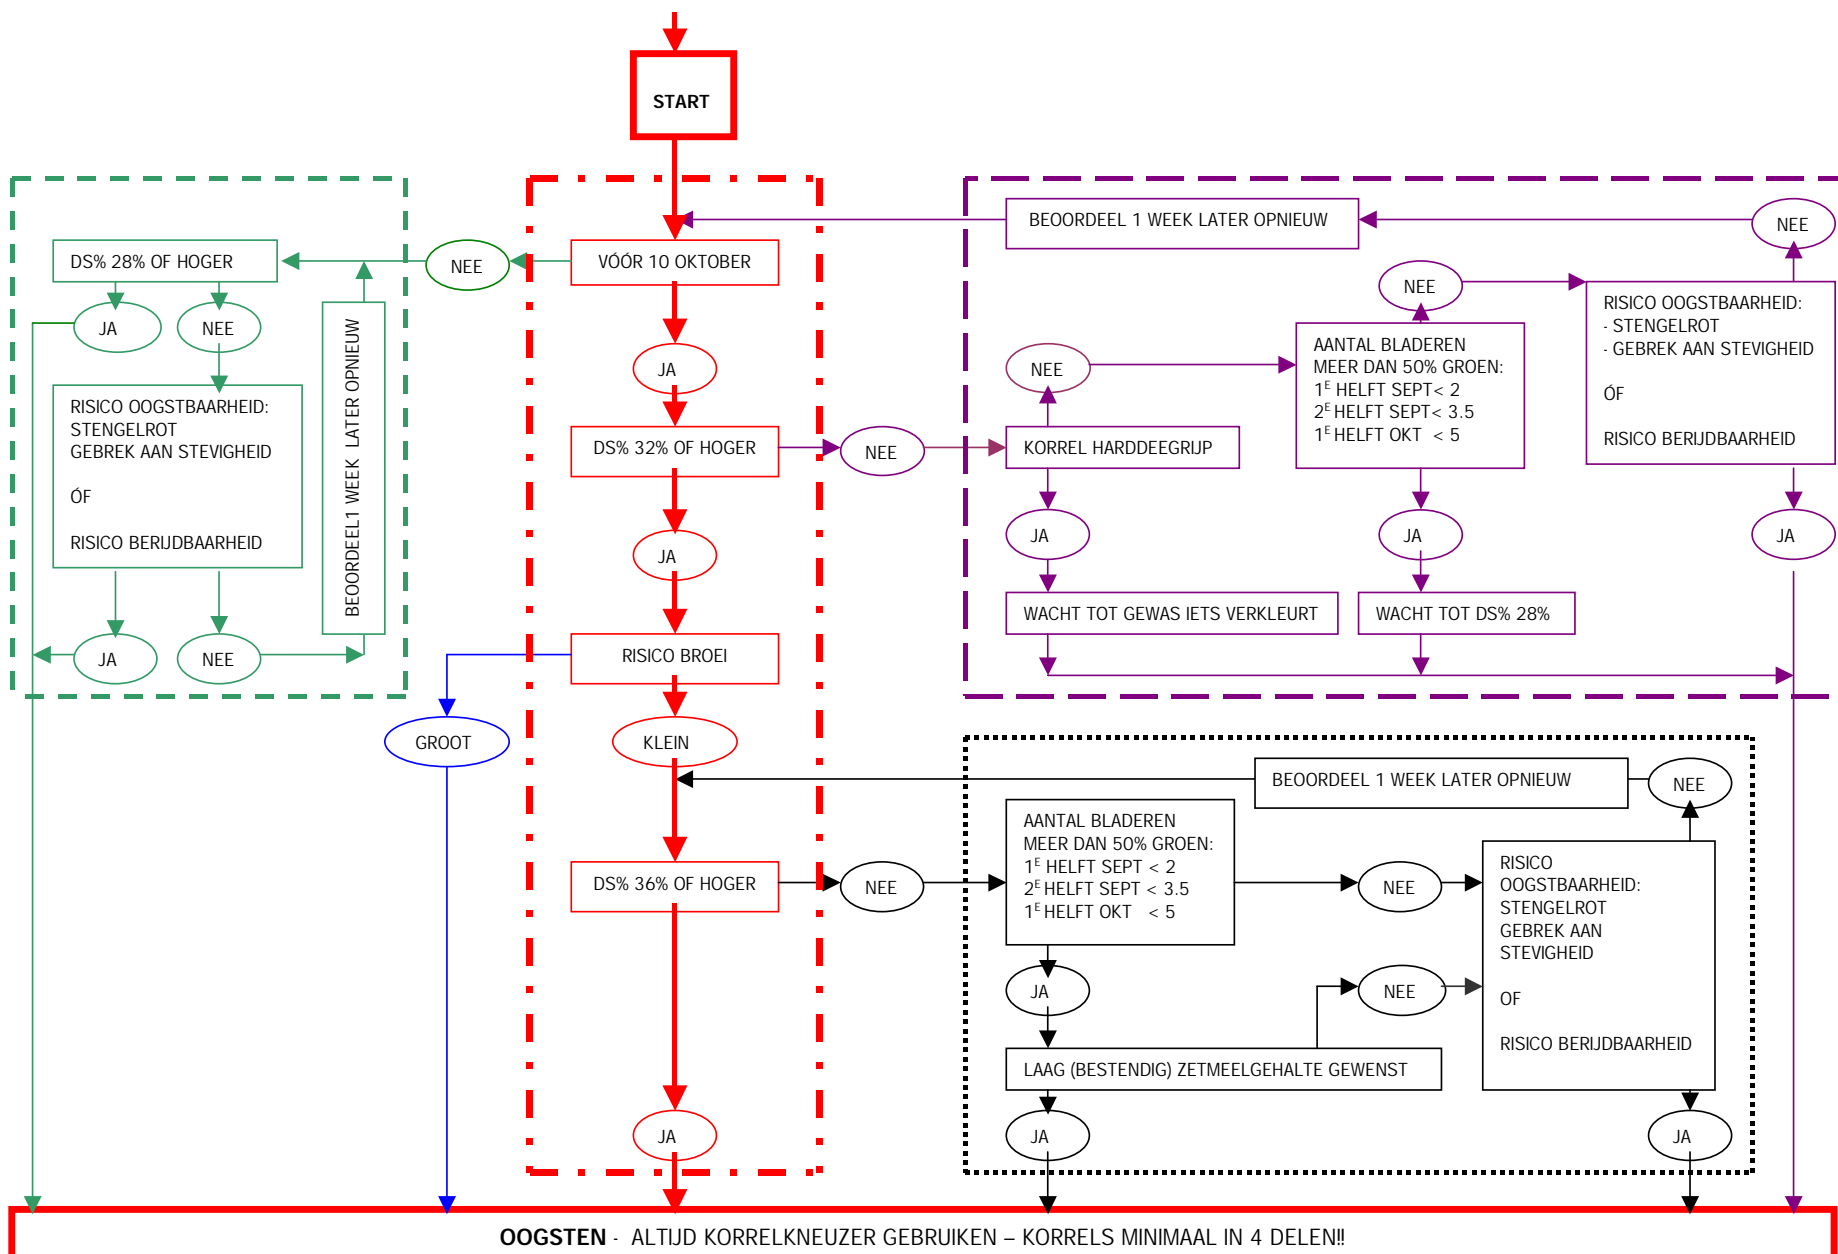 START
DS% 28% OF HOGER
JA
NEE
RISICO OOGSTBAARHEID:
STENGELROT
GEBREK AAN STEVIGHEID
ÓF
RISICO BERIJDBAARHEID
JA
NEE
BEOORDEEL1 WEEK LATER OPNIEUW
NEE
VÓÓR 10 OKTOBER
JA
DS% 32% OF HOGER
JA
RISICO BROEI
GROOT
KLEIN
DS% 36% OF HOGER
JA
BEOORDEEL 1 WEEK LATER OPNIEUW
NEE
NEE
KORREL HARDDEEGRIJP
NEE
JA
WACHT TOT GEWAS IETS VERKLEURT
AANTAL BLADEREN
MEER DAN 50% GROEN:
1E HELFT SEPT< 2
2E HELFT SEPT< 3.5
1E HELFT OKT < 5
NEE
JA
WACHT TOT DS% 28%
RISICO OOGSTBAARHEID:
- STENGELROT
- GEBREK AAN STEVIGHEID
ÓF
RISICO BERIJDBAARHEID
JA
BEOORDEEL 1 WEEK LATER OPNIEUW
NEE
NEE
AANTAL BLADEREN
MEER DAN 50% GROEN:
1E HELFT SEPT < 2
2E HELFT SEPT < 3.5
1E HELFT OKT < 5
NEE
JA
LAAG (BESTENDIG) ZETMEELGEHALTE GEWENST
NEE
JA
RISICO
OOGSTBAARHEID:
STENGELROT
GEBREK AAN
STEVIGHEID
OF
RISICO BERIJDBAARHEID
JA
OOGSTEN - ALTIJD KORRELKNEUZER GEBRUIKEN – KORRELS MINIMAAL IN 4 DELEN!!